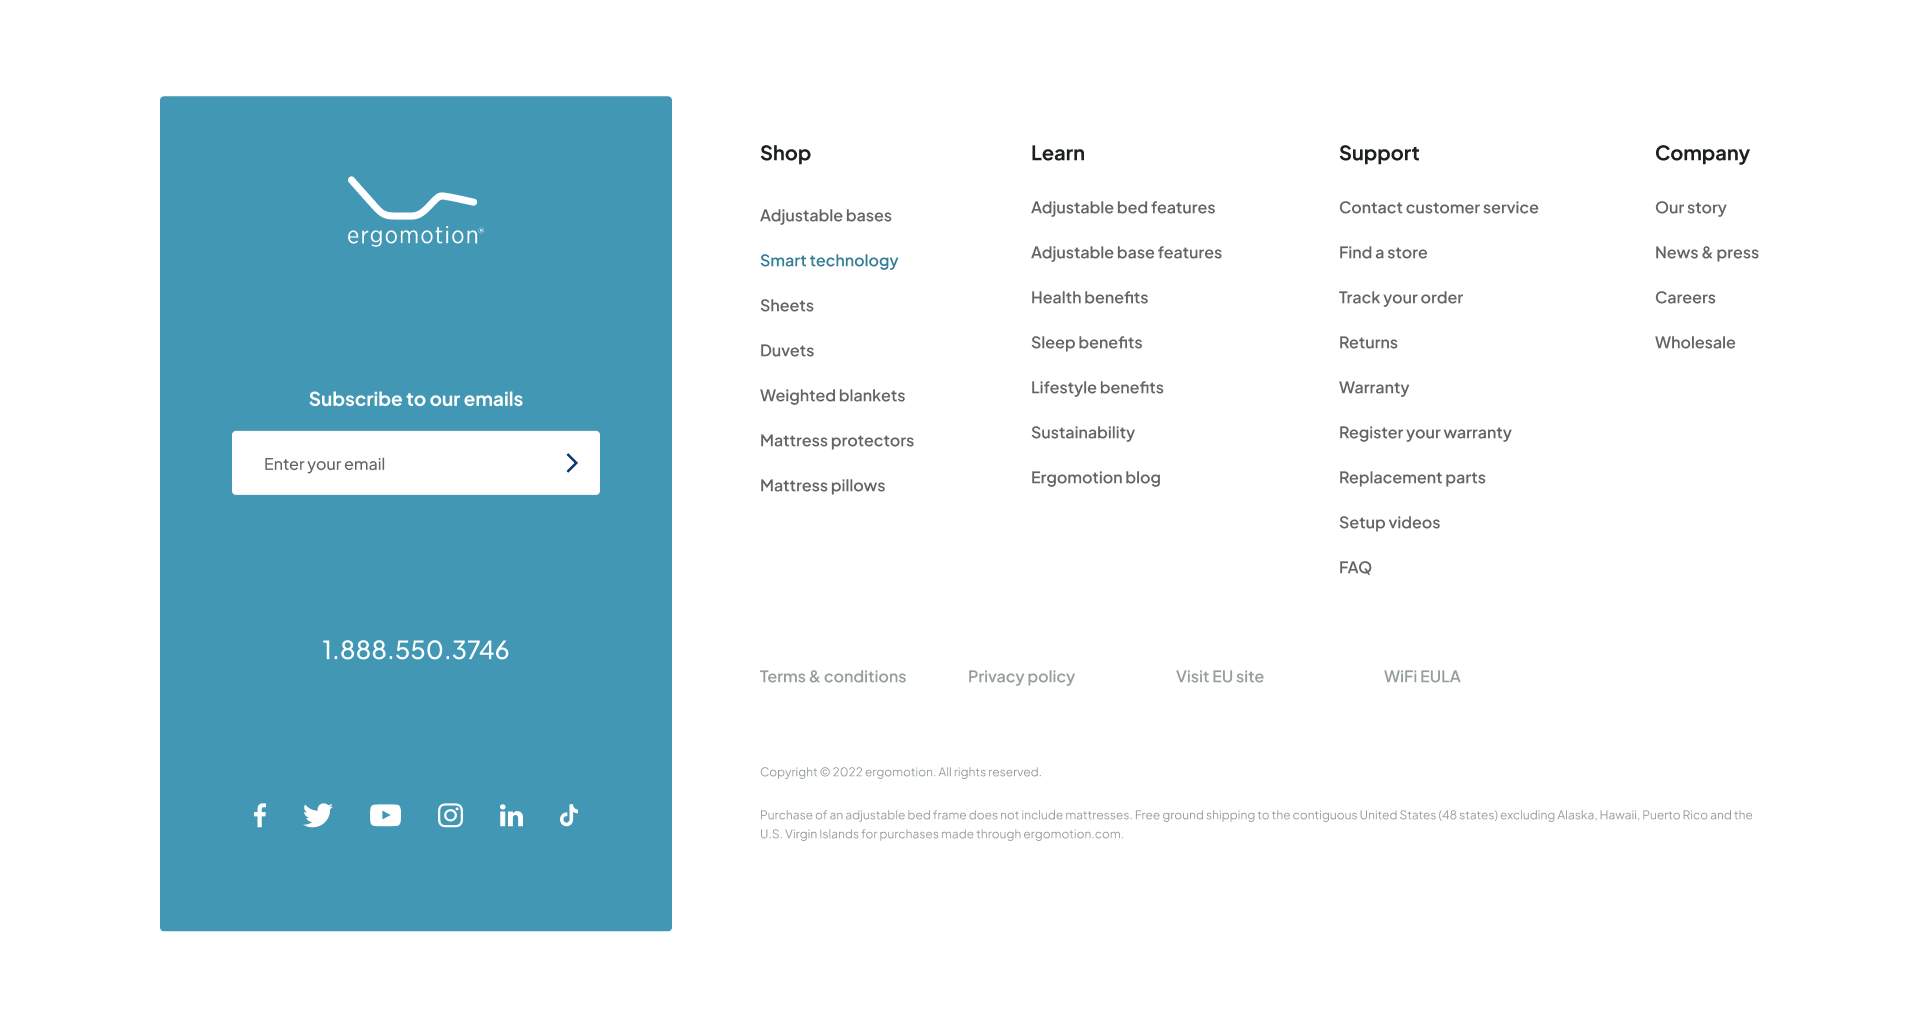 ergomotion®
Subscribe to our emails
Enter your email
1.888.550.3746
Shop
Adjustable bases
Smart technology
Sheets
Duvets
Weighted blankets
Mattress protectors
Mattress pillows
Learn
Adjustable bed features
Adjustable base features
Health benefits
Sleep benefits
Lifestyle benefits
Sustainability
Ergomotion blog
Support
Contact customer service
Find a store
Track your order
Returns
Warranty
Register your warranty
Replacement parts
Setup videos
FAQ
Company
Our story
News & press
Careers
Wholesale
Terms & conditions
Privacy policy
Visit EU site
WiFi EULA
Copyright © 2022 ergomotion. All rights reserved.
Purchase of an adjustable bed frame does not include mattresses. Free ground shipping to the contiguous United States (48 states) excluding Alaska, Hawaii, Puerto Rico and the
U.S. Virgin Islands for purchases made through ergomotion.com.